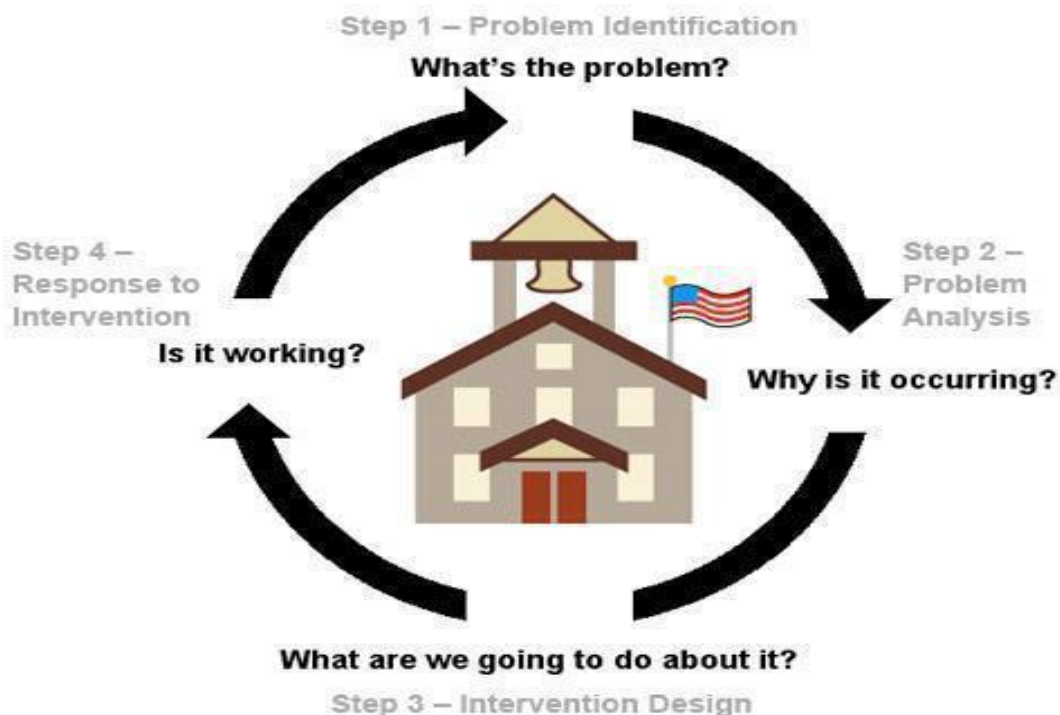 Step 1 – Problem Identification
What's the problem?
Step 2 –
Problem
Analysis
Why is it occurring?
What are we going to do about it?
Step 3 – Intervention Design
Step 4 –
Response to
Intervention
Is it working?